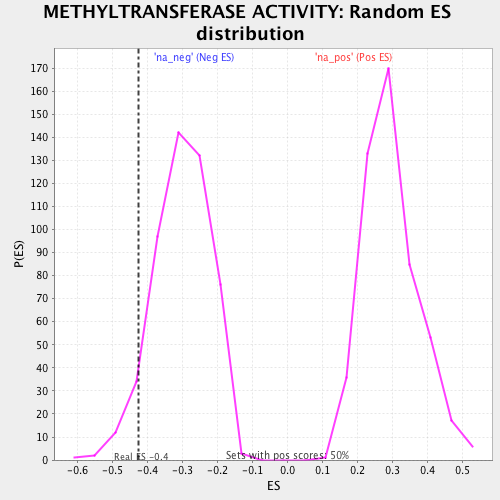 METHYLTRANSFERASE ACTIVITY: Random ES
distribution
'na_neg' (Neg ES)
'na_pos' (Pos ES)
170
160
150
140
130
120
110
100
90
80
70
60
50
40
30
20
10
0
P(ES)
Real ES -0.4
Sets with pos scores: 50%
-0.6 -0.5 -0.4 -0.3 -0.2 -0.1 0.0 0.1 0.2 0.3 0.4 0.5
ES